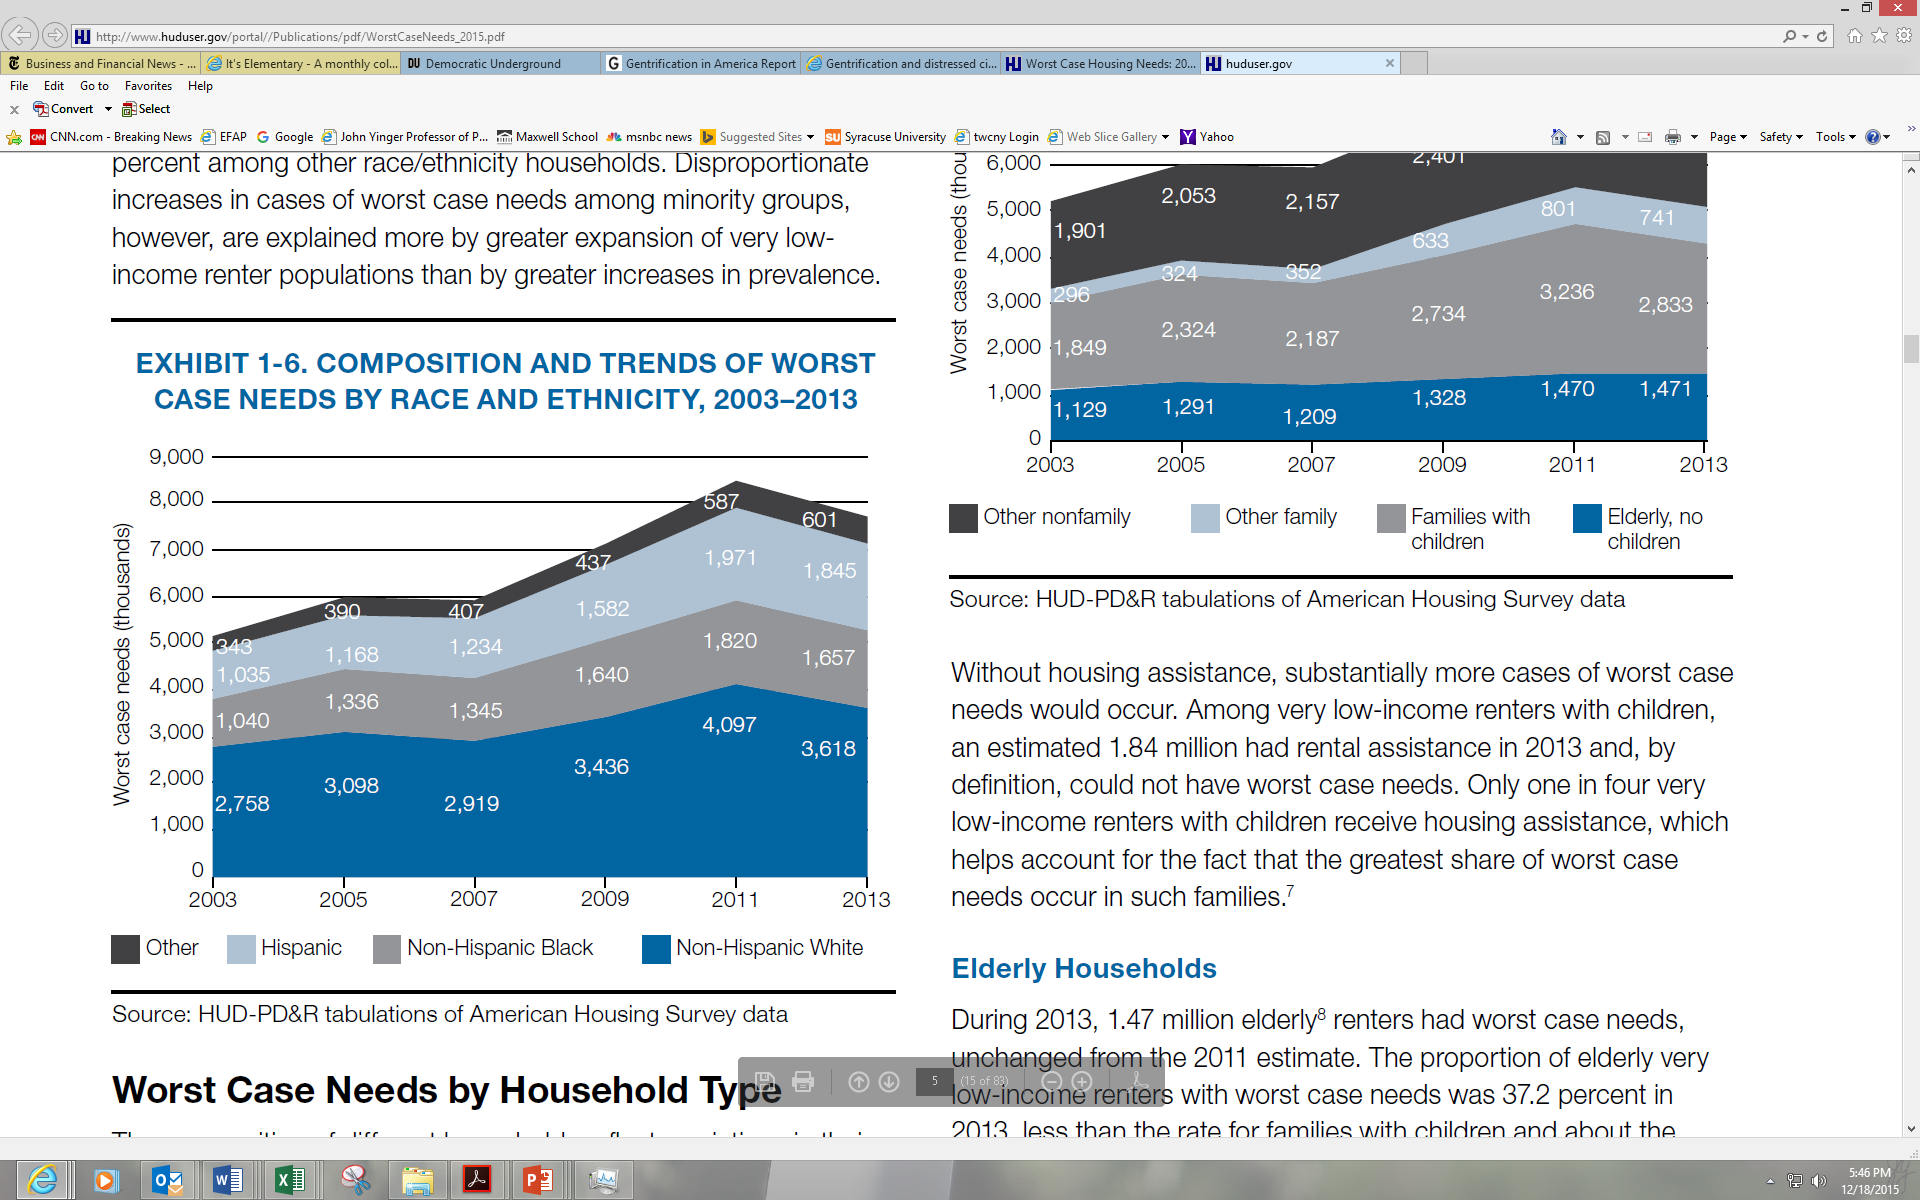 http://www.huduser.gov/portal//Publications/pdf/WorstCaseNeeds_2015.pdf
Business and Financial News - ...
It's Elementary - A monthly col...
DU Democratic Underground
G Gentrification in America Report
Gentrification and distressed ci...
Worst Case Housing Needs: 20...
huduser.gov
File Edit Go to Favorites Help
x Convert Select
CNN.com - Breaking News EFAP Google John Yinger Professor of P... Maxwell School msnbc news Suggested Sites SU Syracuse University twcny Login Web Slice Gallery Yahoo
Page Safety Tools
percent among other race/ethnicity households. Disproportionate
increases in cases of worst case needs among minority groups,
however, are explained more by greater expansion of very low-
income renter populations than by greater increases in prevalence.
EXHIBIT 1-6. COMPOSITION AND TRENDS OF WORST
CASE NEEDS BY RACE AND ETHNICITY, 2003–2013
Worst case needs (thousands)
9,000
8,000
7,000
6,000
5,000
4,000
3,000
2,000
1,000
0
343 390 407 437 587 601
1,035 1,168 1,234 1,582 1,971 1,845
1,040 1,336 1,345 1,640 1,820 1,657
2,758 3,098 2,919 3,436 4,097 3,618
2003 2005 2007 2009 2011 2013
Other Hispanic Non-Hispanic Black Non-Hispanic White
Source: HUD-PD&R tabulations of American Housing Survey data
Worst Case Needs by Household Type
Worst case needs (thou
6,000
5,000
4,000
3,000
2,000
1,000
0
1,901 2,053 2,157 2,401
296 324 352 633 801 741
1,849 2,324 2,187 2,734 3,236 2,833
1,129 1,291 1,209 1,328 1,470 1,471
2003 2005 2007 2009 2011 2013
Other nonfamily Other family Families with children Elderly, no children
Source: HUD-PD&R tabulations of American Housing Survey data
Without housing assistance, substantially more cases of worst case
needs would occur. Among very low-income renters with children,
an estimated 1.84 million had rental assistance in 2013 and, by
definition, could not have worst case needs. Only one in four very
low-income renters with children receive housing assistance, which
helps account for the fact that the greatest share of worst case
needs occur in such families.7
Elderly Households
During 2013, 1.47 million elderly8 renters had worst case needs,
unchanged from the 2011 estimate. The proportion of elderly very
low-income renters with worst case needs was 37.2 percent in
2013, less than the rate for families with children and about the
5 (15 of 83)
5:46 PM
12/18/2015